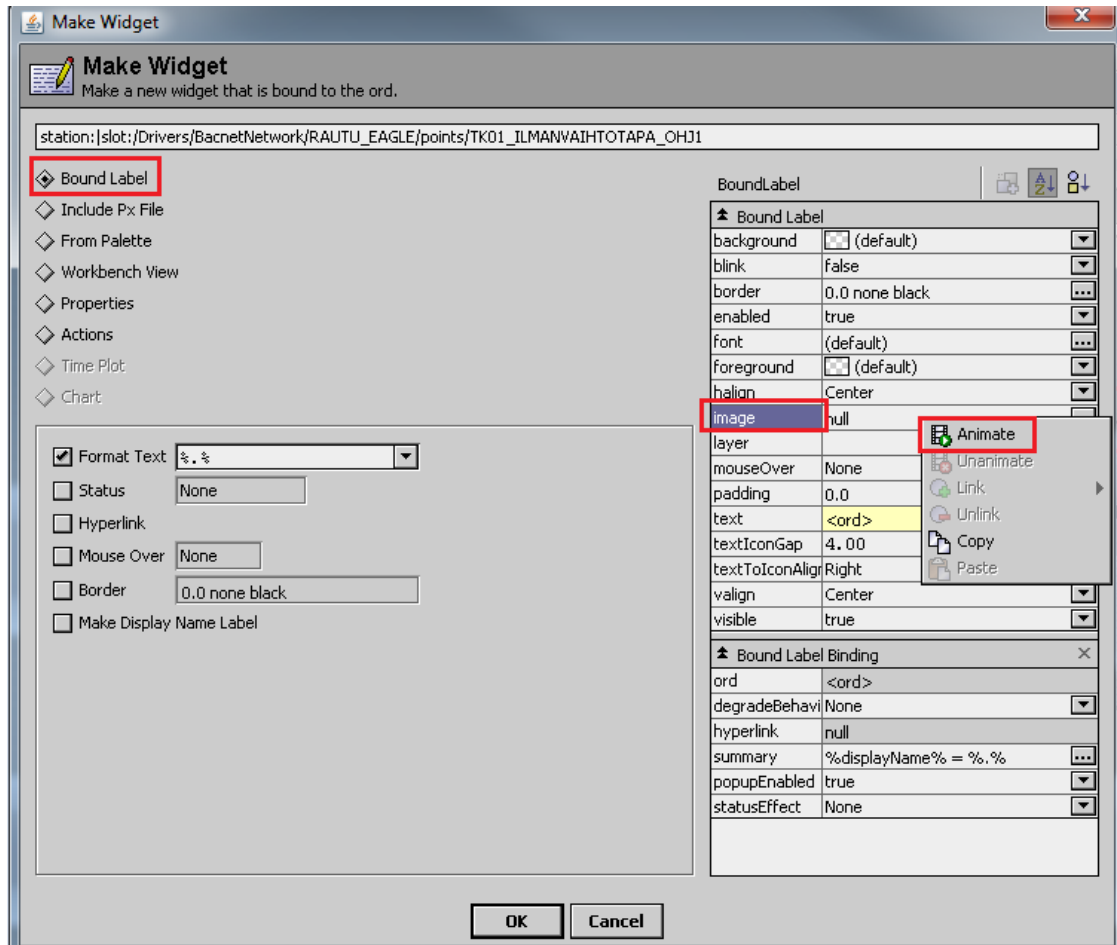 Make Widget
Make Widget
Make a new widget that is bound to the ord.
station:|slot:/Drivers/BacnetNetwork/RAUTU_EAGLE/points/TK01_ILMANVAIHTOTAPA_OHJ1
Bound Label
Include Px File
From Palette
Workbench View
Properties
Actions
Time Plot
Chart
Format Text %.%
Status None
Hyperlink
Mouse Over None
Border 0.0 none black
Make Display Name Label
BoundLabel
Bound Label
background (default)
blink false
border 0.0 none black
enabled true
font (default)
foreground (default)
halign Center
image null
layer
mouseOver None
padding 0.0
text <ord>
textIconGap 4.00
textToIconAligr Right
valign Center
visible true
Animate
Unanimate
Link
Unlink
Copy
Paste
Bound Label Binding
ord <ord>
degradeBehavi None
hyperlink null
summary %displayName% = %.%
popupEnabled true
statusEffect None
OK Cancel